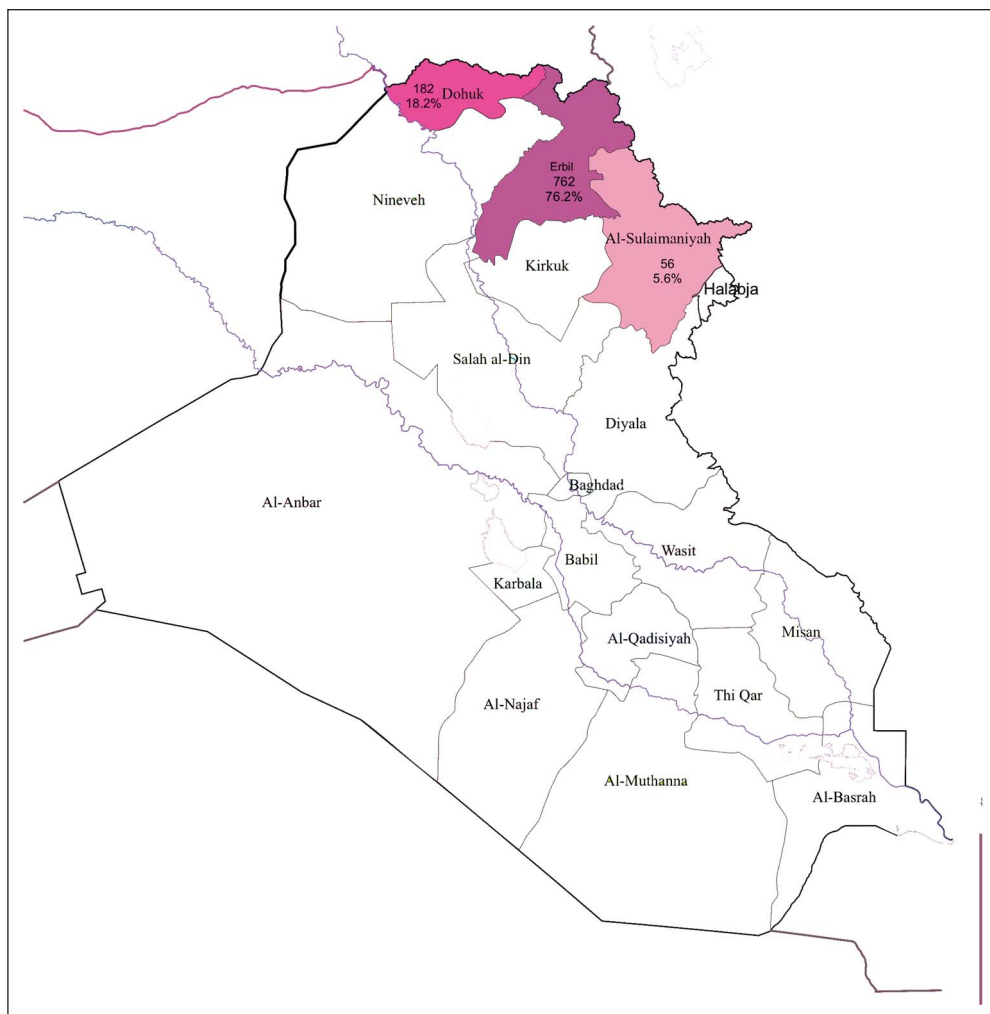 182
Dohuk
18.2%
Erbil
762
76.2%
Nineveh
Al-Sulaimaniyah
56
5.6%
Kirkuk
Halabja
Salah al-Din
Diyala
Baghdad
Al-Anbar
Wasit
Babil
Karbala
Misan
Al-Qadisiyah
Thi Qar
Al-Najaf
Al-Muthanna
Al-Basrah